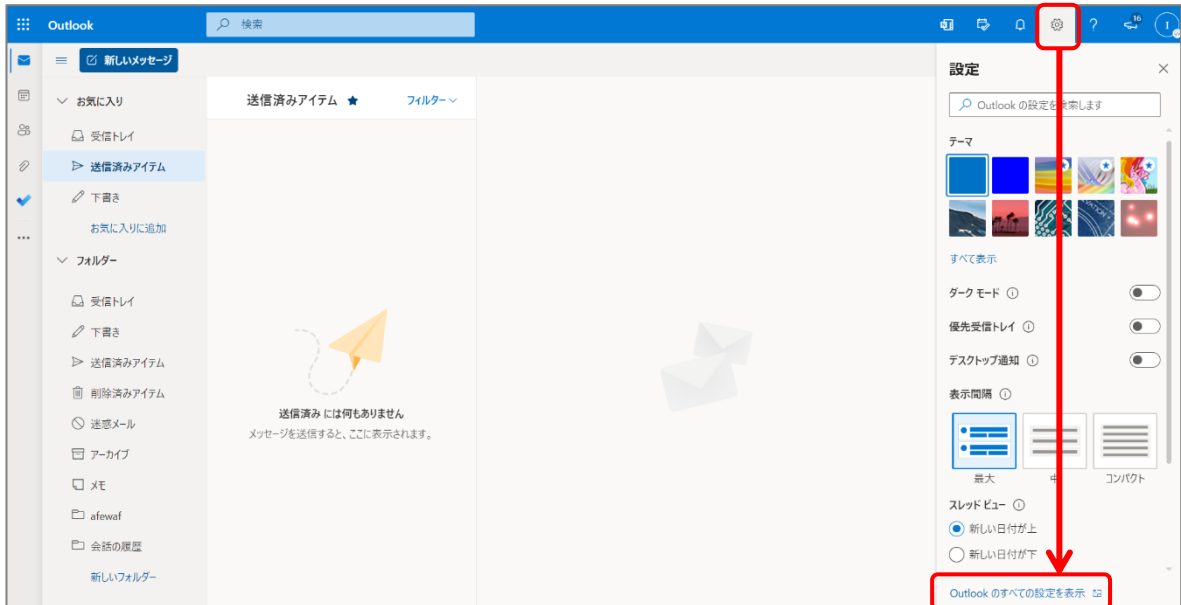 Outlook
検索
16
1
新しいメッセージ
お気に入り
受信トレイ
送信済みアイテム
下書き
お気に入りに追加
フォルダー
受信トレイ
下書き
送信済みアイテム
削除済みアイテム
迷惑メール
アーカイブ
メモ
afewaf
会話の履歴
新しいフォルダー
送信済みアイテム
フィルター
送信済み には何もありません
メッセージを送信すると、ここに表示されます。
設定
Outlook の設定を検索します
テーマ
すべて表示
ダーク モード
優先受信トレイ
デスクトップ通知
表示間隔
最大
中
コンパクト
スレッド ビュー
新しい日付が上
新しい日付が下
Outlook のすべての設定を表示